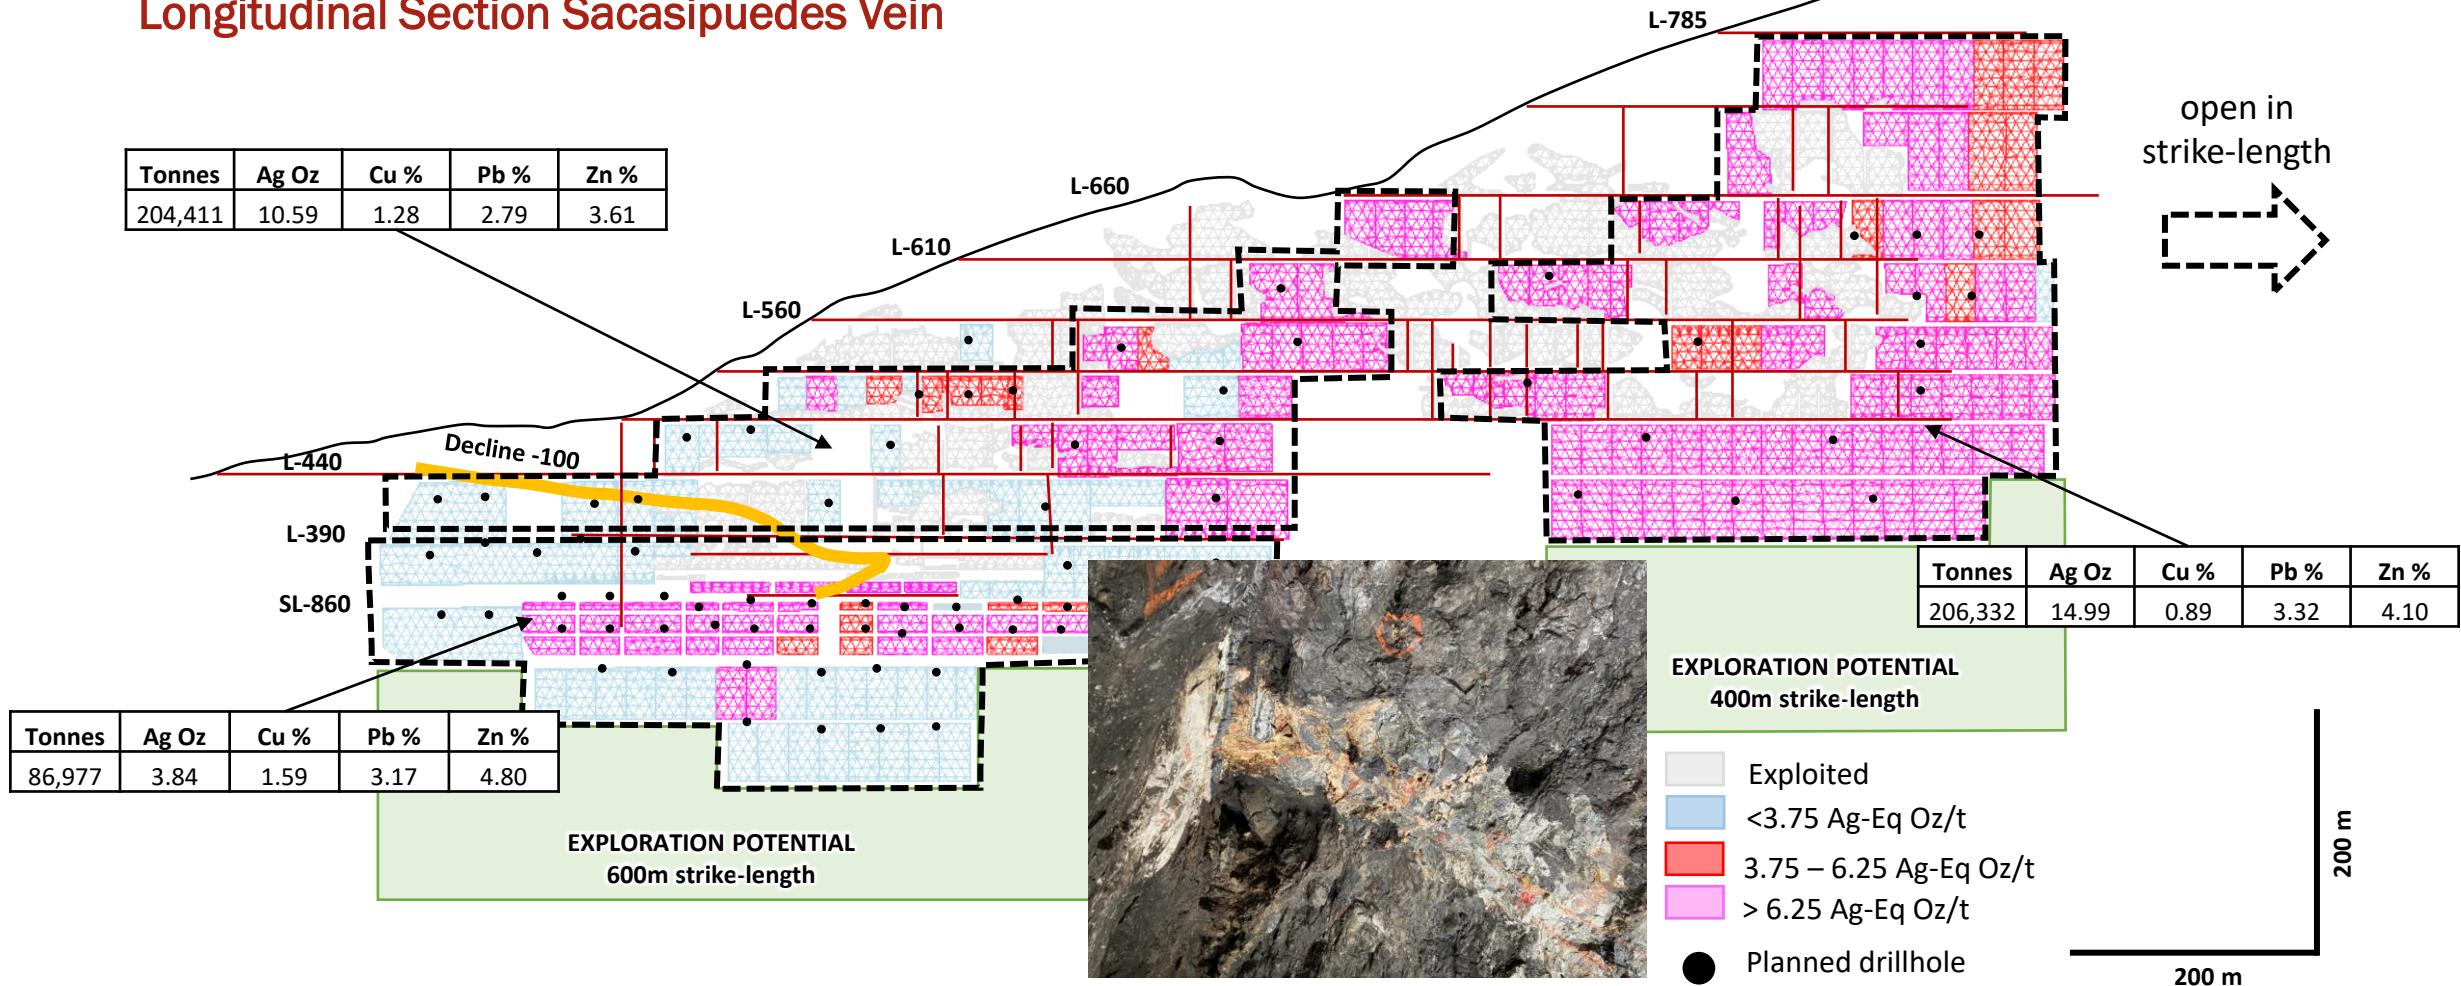 Longitudinal Section Sacasipuedes Vein
L-785
open in
strike-length
Tonnes Ag Oz Cu % Pb % Zn %
204,411 10.59 1.28 2.79 3.61
L-660
L-610
L-560
Decline -100
L-440
L-390
SL-860
Tonnes Ag Oz Cu % Pb % Zn %
206,332 14.99 0.89 3.32 4.10
EXPLORATION POTENTIAL
400m strike-length
Tonnes Ag Oz Cu % Pb % Zn %
86,977 3.84 1.59 3.17 4.80
EXPLORATION POTENTIAL
600m strike-length
Exploited
<3.75 Ag-Eq Oz/t
3.75 – 6.25 Ag-Eq Oz/t
> 6.25 Ag-Eq Oz/t
Planned drillhole
200 m
200 m